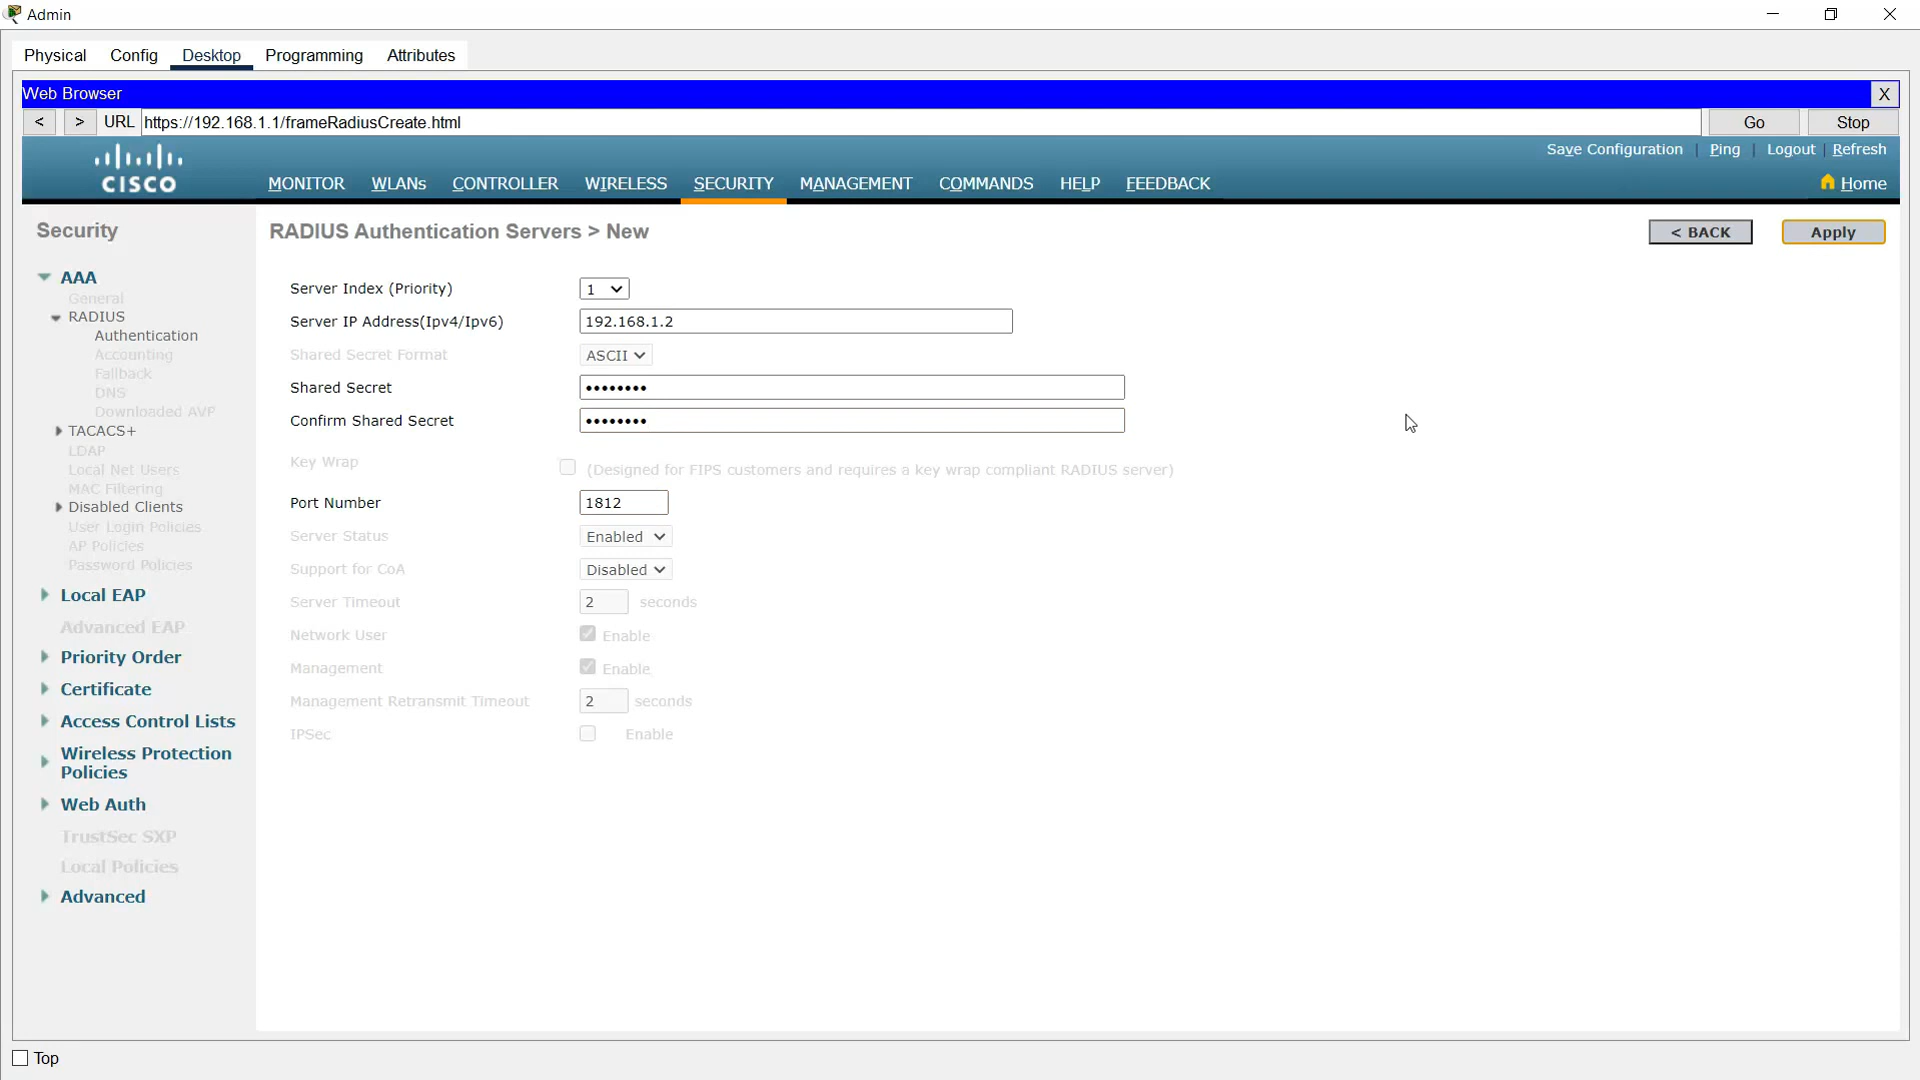 Admin
Physical Config Desktop Programming Attributes
Web Browser X
< > URL https://192.168.1.1/frameRadiusCreate.html Go Stop
Save Configuration | Ping | Logout | Refresh
CISCO MONITOR WLANs CONTROLLER WIRELESS SECURITY MANAGEMENT COMMANDS HELP FEEDBACK Home
Security
AAA
General
RADIUS
Authentication
Accounting
Fallback
DNS
Downloaded AVP
TACACS+
LDAP
Local Net Users
MAC Filtering
Disabled Clients
User Login Policies
AP Policies
Password Policies
Local EAP
Advanced EAP
Priority Order
Certificate
Access Control Lists
Wireless Protection
Policies
Web Auth
TrustSec SXP
Local Policies
Advanced
RADIUS Authentication Servers > New < BACK Apply
Server Index (Priority) 1
Server IP Address(Ipv4/Ipv6) 192.168.1.2
Shared Secret Format ASCII
Shared Secret ••••••••
Confirm Shared Secret ••••••••
Key Wrap (Designed for FIPS customers and requires a key wrap compliant RADIUS server)
Port Number 1812
Server Status Enabled
Support for CoA Disabled
Server Timeout 2 seconds
Network User Enable
Management Enable
Management Retransmit Timeout 2 seconds
IPSec Enable
Top